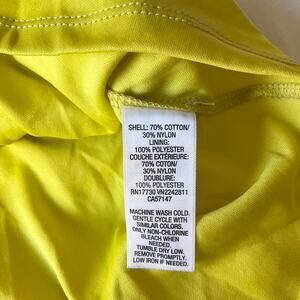 SHELL: 70% COTTON/
30% NYLON
LINING:
100% POLYESTER
COUCHE EXTÉRIEURE:
70% COTON/
30% NYLON
DOUBLURE:
100% POLYESTER
RN17730 VN2242811
CA57147
MACHINE WASH COLD.
GENTLE CYCLE WITH
SIMILAR COLORS.
ONLY NON-CHLORINE
BLEACH WHEN
NEEDED.
TUMBLE DRY LOW.
REMOVE PROMPTLY.
LOW IRON IF NEEDED.